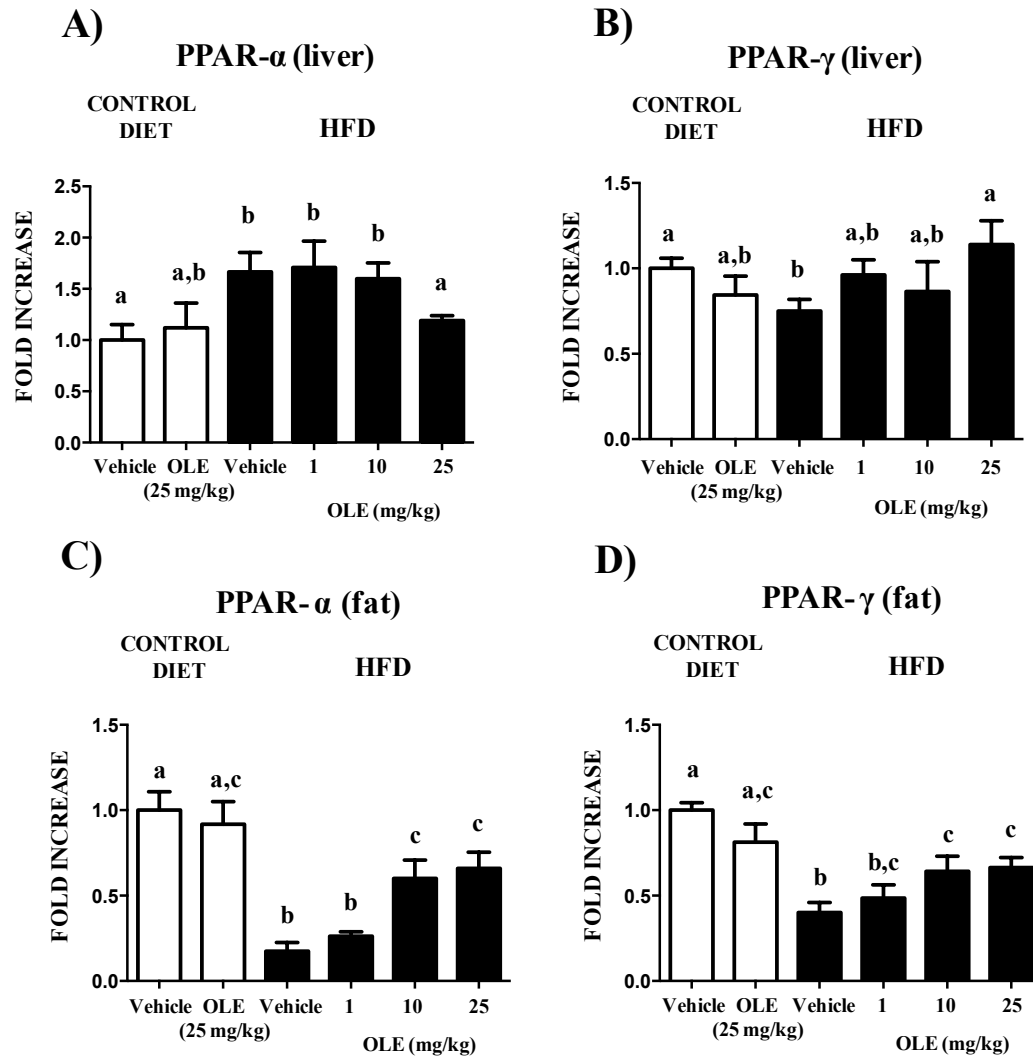 A)
PPAR-α (liver)
CONTROL
DIET
HFD
FOLD INCREASE
2.5
2.0
1.5
1.0
0.5
0.0
a
a,b
b
b
b
a
Vehicle OLE Vehicle 1 10 25
(25 mg/kg)
OLE (mg/kg)
B)
PPAR-γ (liver)
CONTROL
DIET
HFD
FOLD INCREASE
1.5
1.0
0.5
0.0
a
a,b
b
a,b
a,b
a
Vehicle OLE Vehicle 1 10 25
(25 mg/kg)
OLE (mg/kg)
C)
PPAR- α (fat)
CONTROL
DIET
HFD
FOLD INCREASE
1.5
1.0
0.5
0.0
a
a,c
b
b
c
c
Vehicle OLE Vehicle 1 10 25
(25 mg/kg)
OLE (mg/kg)
D)
PPAR- γ (fat)
CONTROL
DIET
HFD
FOLD INCREASE
1.5
1.0
0.5
0.0
a
a,c
b
b,c
c
c
Vehicle OLE Vehicle 1 10 25
(25 mg/kg)
OLE (mg/kg)